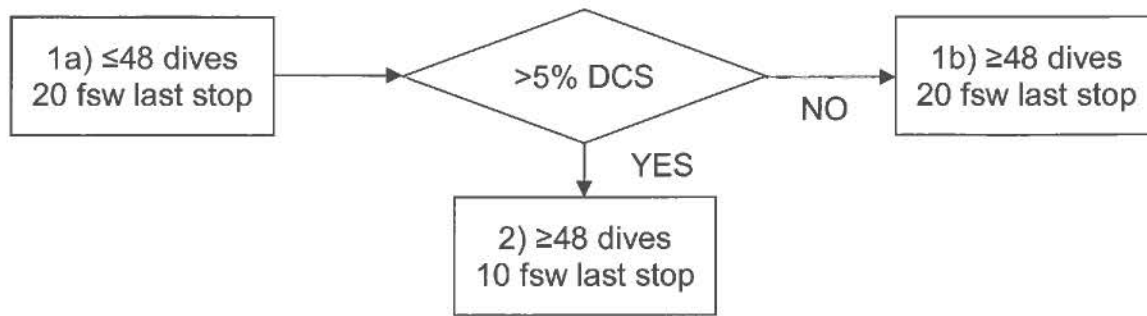 1a) ≤48 dives
20 fsw last stop
>5% DCS
NO
1b) ≥48 dives
20 fsw last stop
YES
2) ≥48 dives
10 fsw last stop